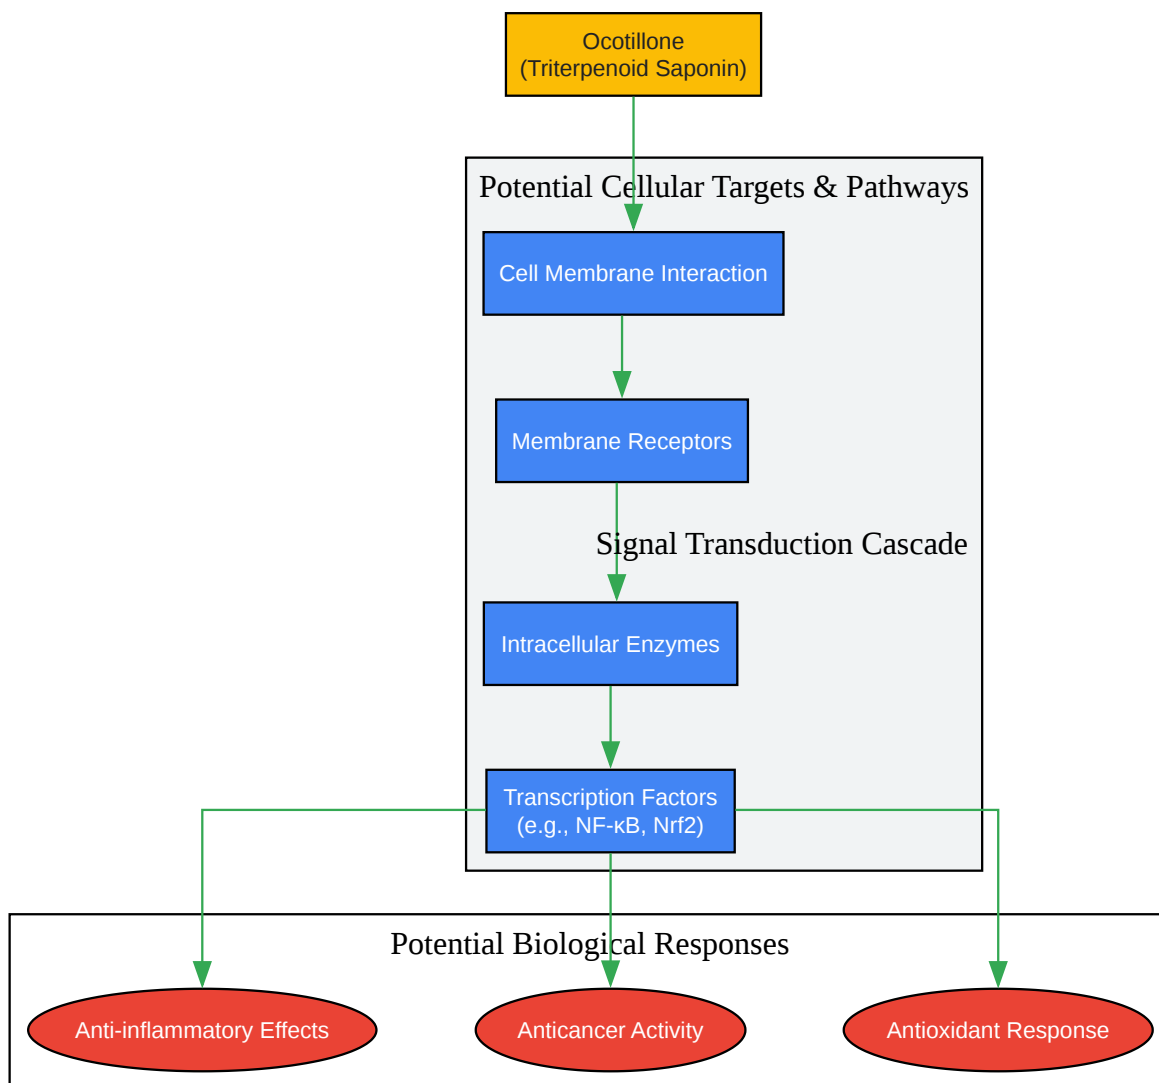 Ocotillone
(Triterpenoid Saponin)
Potential Cellular Targets & Pathways
Cell Membrane Interaction
Membrane Receptors
Signal Transduction Cascade
Intracellular Enzymes
Transcription Factors
(e.g., NF-κB, Nrf2)
Potential Biological Responses
Anti-inflammatory Effects
Anticancer Activity
Antioxidant Response